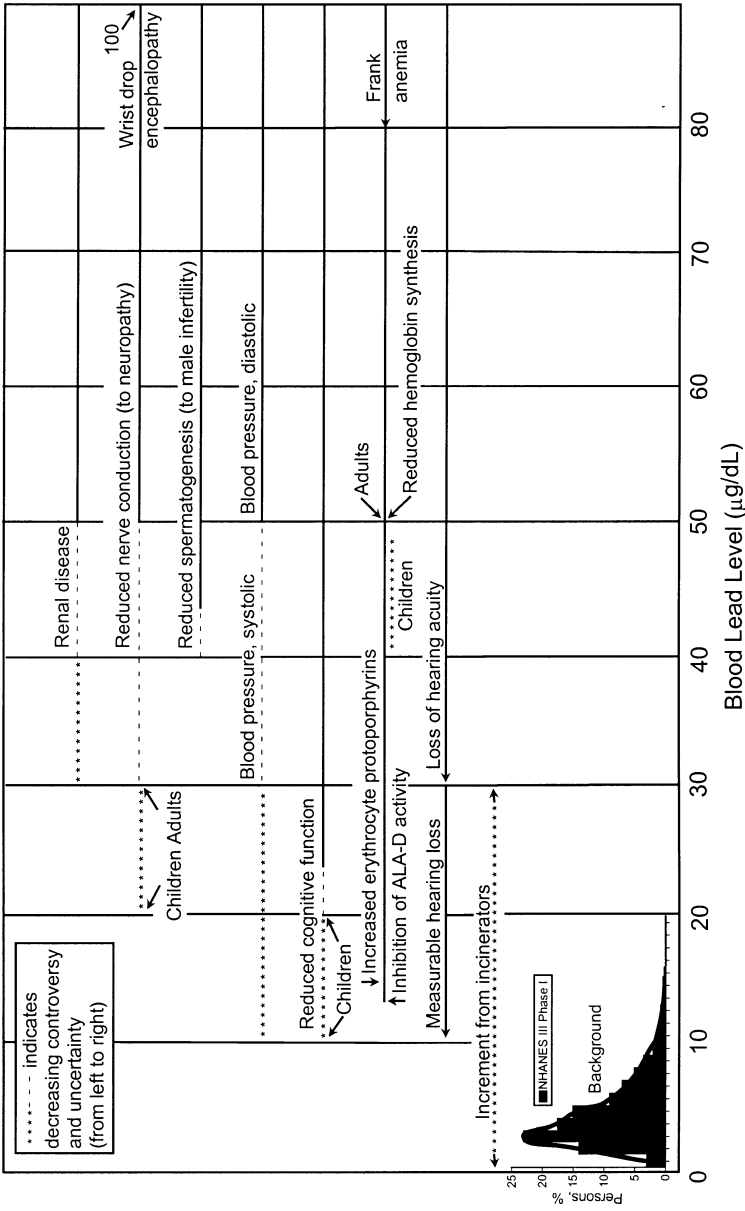 ****- - - indicates
decreasing controversy
and uncertainty
(from left to right)
Renal disease
100
Wrist drop
encephalopathy
Reduced nerve conduction (to neuropathy)
Children Adults
Reduced spermatogenesis (to male infertility)
Blood pressure, systolic
Blood pressure, diastolic
Reduced cognitive function
Children
Increased erythrocyte protoporphyrins
Adults
Frank
anemia
Inhibition of ALA-D activity
Children
Reduced hemoglobin synthesis
Measurable hearing loss
Loss of hearing acuity
Increment from incinerators
NHANES III Phase I
Background
Persons, %
25
20
15
10
5
0
0
10
20
30
40
50
60
70
80
Blood Lead Level (µg/dL)